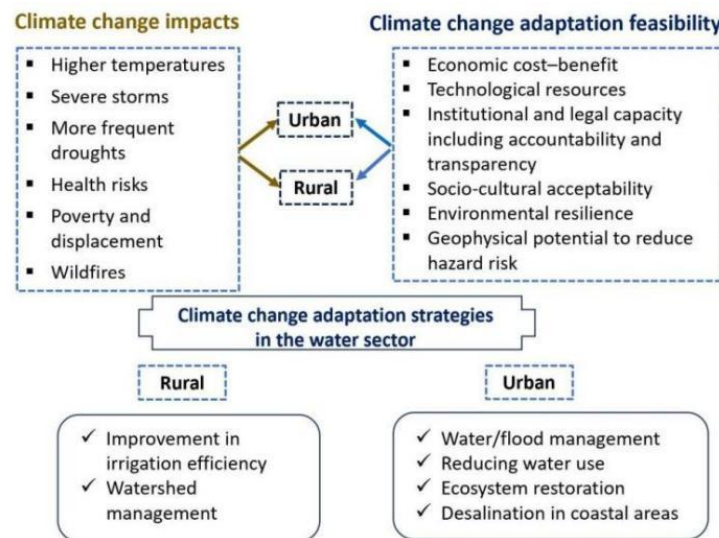 Climate change impacts
Higher temperatures
Severe storms
More frequent
droughts
Health risks
Poverty and
displacement
Wildfires
Urban
Rural
Climate change adaptation feasibility
Economic cost–benefit
Technological resources
Institutional and legal capacity
including accountability and
transparency
Socio-cultural acceptability
Environmental resilience
Geophysical potential to reduce
hazard risk
Climate change adaptation strategies
in the water sector
Rural
Improvement in
irrigation efficiency
Watershed
management
Urban
Water/flood management
Reducing water use
Ecosystem restoration
Desalination in coastal areas